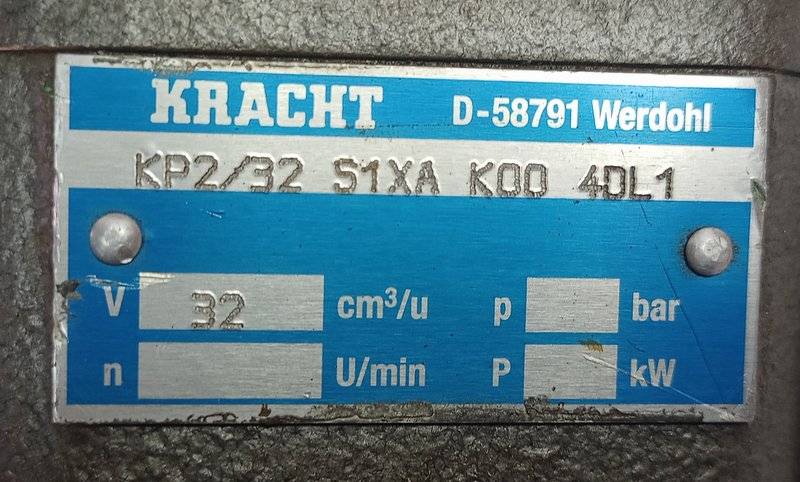 KRACHT D-58791 Werdohl
KP2/32 S1XA K00 4DL1
V 32 cm³/u p bar
n U/min P kW